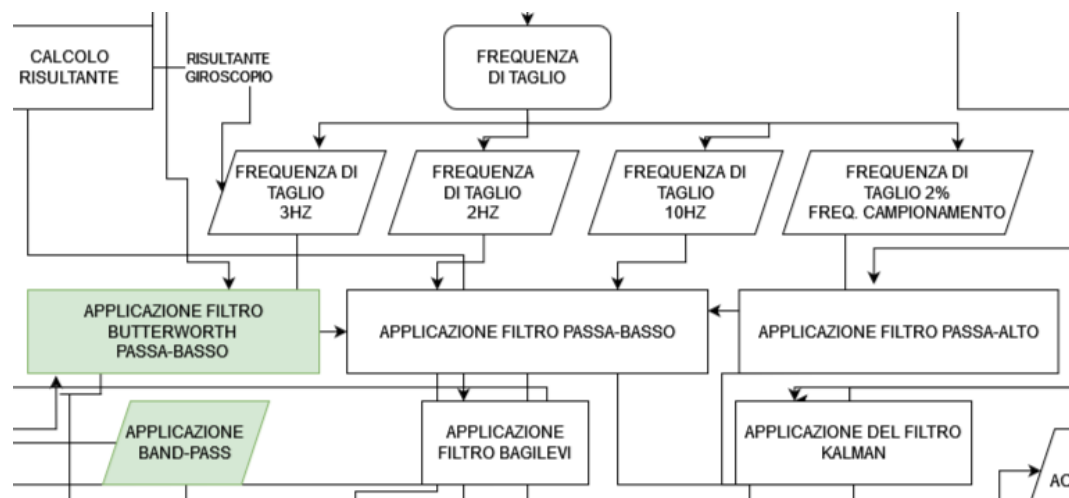 CALCOLO
RISULTANTE
RISULTANTE
GIROSCOPIO
FREQUENZA
DI TAGLIO
FREQUENZA DI
TAGLIO
3HZ
FREQUENZA
DI TAGLIO
2HZ
FREQUENZA DI
TAGLIO
10HZ
FREQUENZA DI
TAGLIO 2%
FREQ. CAMPIONAMENTO
APPLICAZIONE FILTRO
BUTTERWORTH
PASSA-BASSO
APPLICAZIONE FILTRO PASSA-BASSO
APPLICAZIONE FILTRO PASSA-ALTO
APPLICAZIONE
BAND-PASS
APPLICAZIONE
FILTRO BAGILEVI
APPLICAZIONE DEL FILTRO
KALMAN